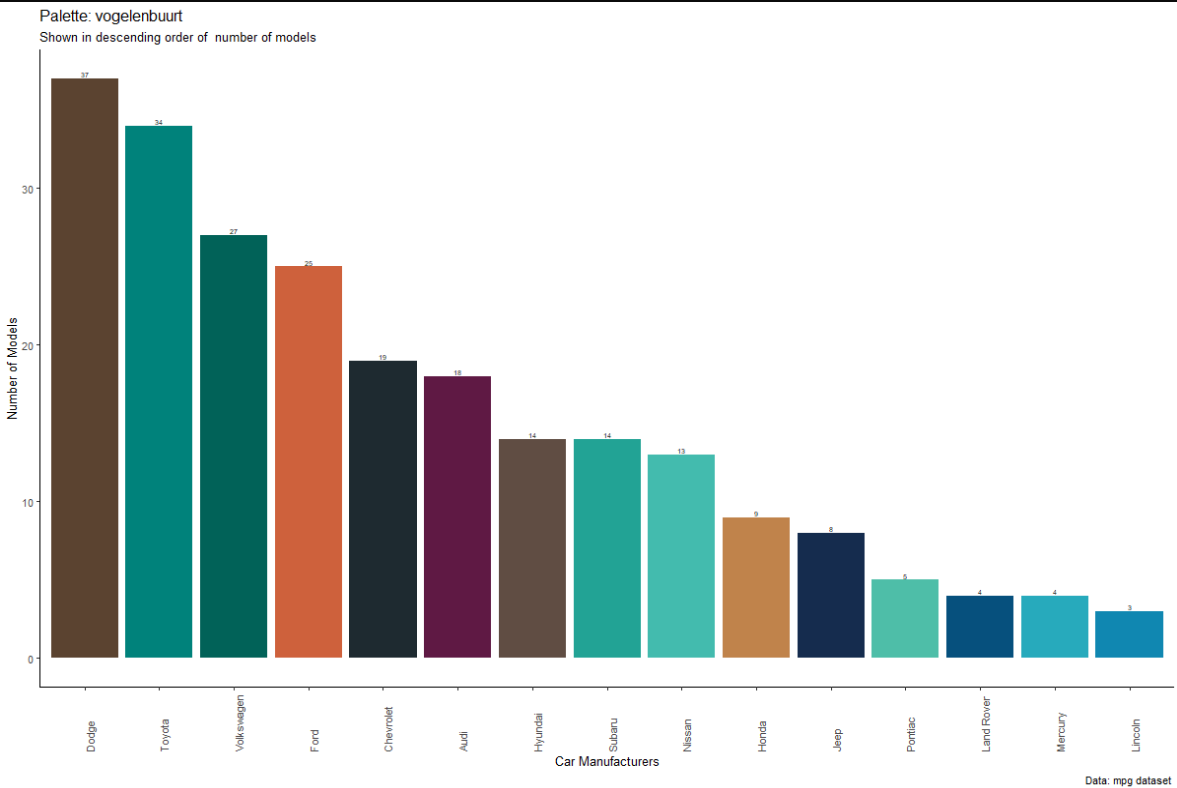 Palette: vogelenbuurt
Shown in descending order of  number of models
37
34
27
25
19
18
14
14
13
9
8
5
4
4
3
30
20
10
0
Number of Models
Dodge
Toyota
Volkswagen
Ford
Chevrolet
Audi
Hyundai
Subaru
Nissan
Honda
Jeep
Pontiac
Land Rover
Mercury
Lincoln
Car Manufacturers
Data: mpg dataset